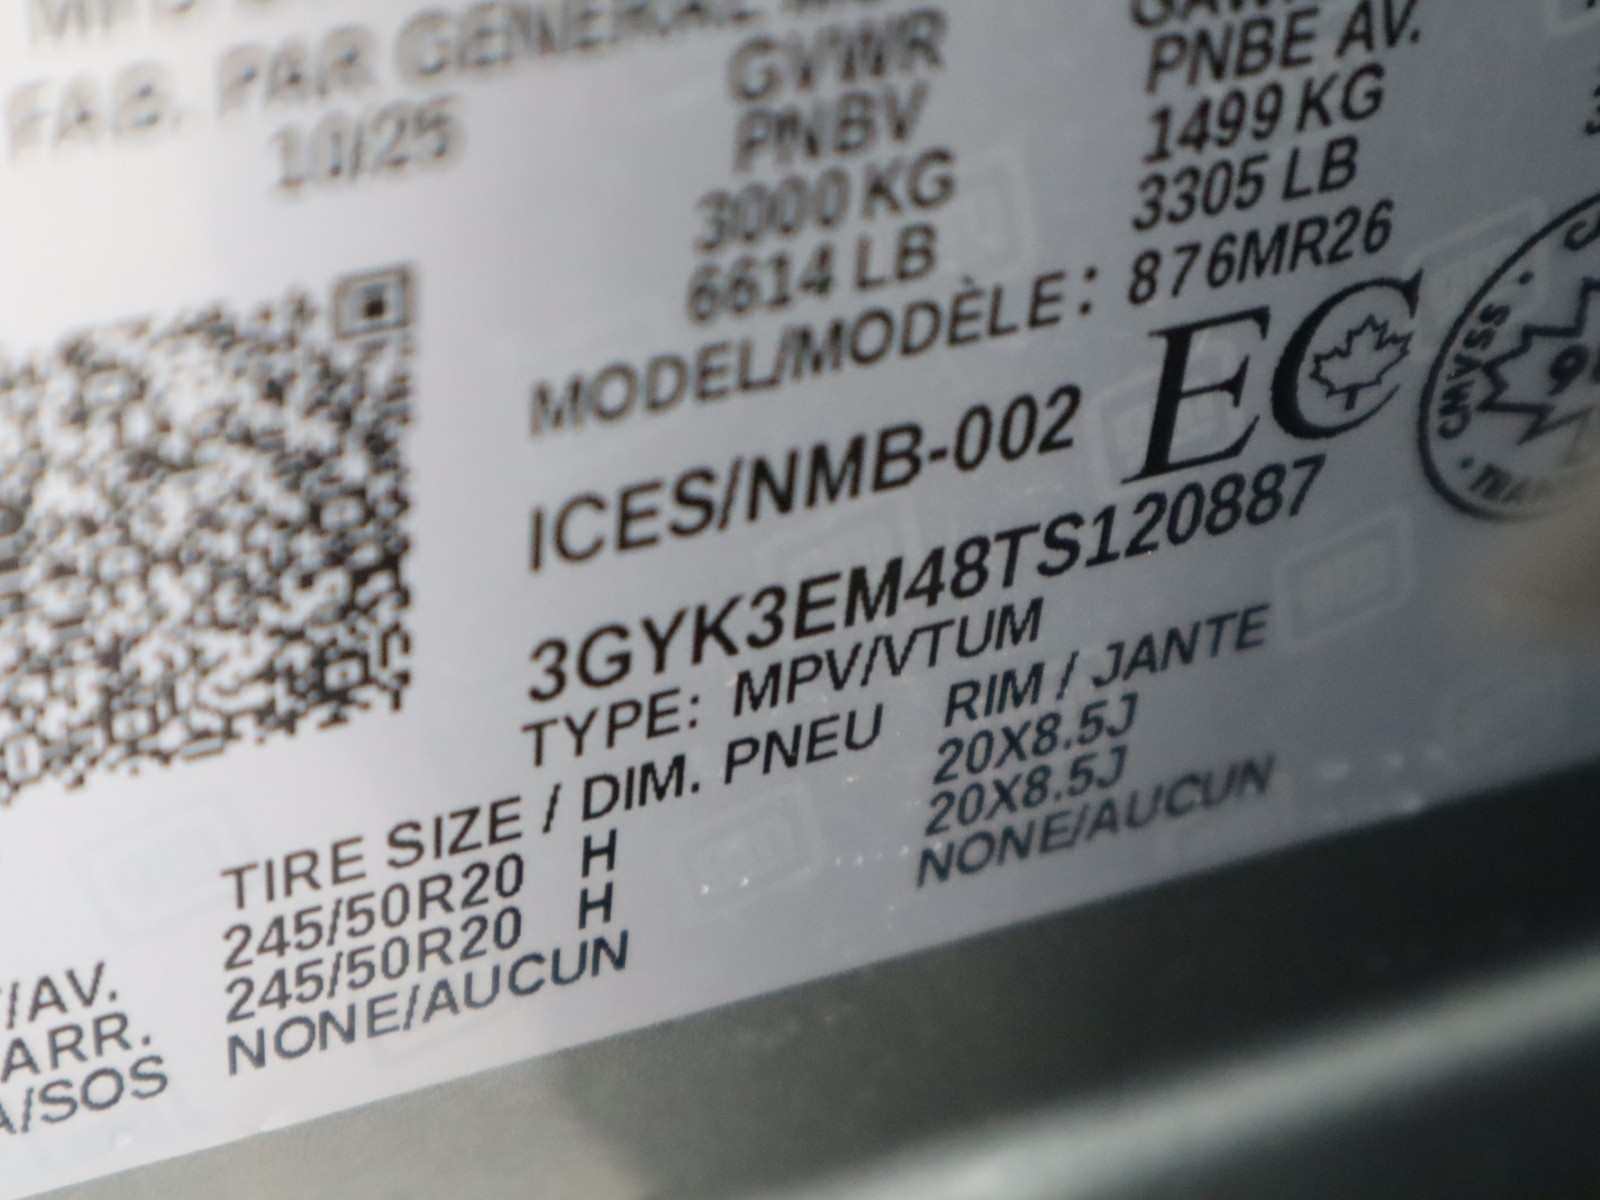 FAB. PAR GENERAL
10/25
GVWR
PNBV
3000 KG
6614 LB
PNBE AV.
1499 KG
3305 LB
MODEL/MODÈLE: 876MR26
ICES/NMB-002 EC
CMVSS
3GYK3EM48TS120887
TYPE: MPV/VTUM
TIRE SIZE / DIM. PNEU RIM / JANTE
/AV. 245/50R20 H 20X8.5J
ARR. 245/50R20 H 20X8.5J
/SOS NONE/AUCUN NONE/AUCUN